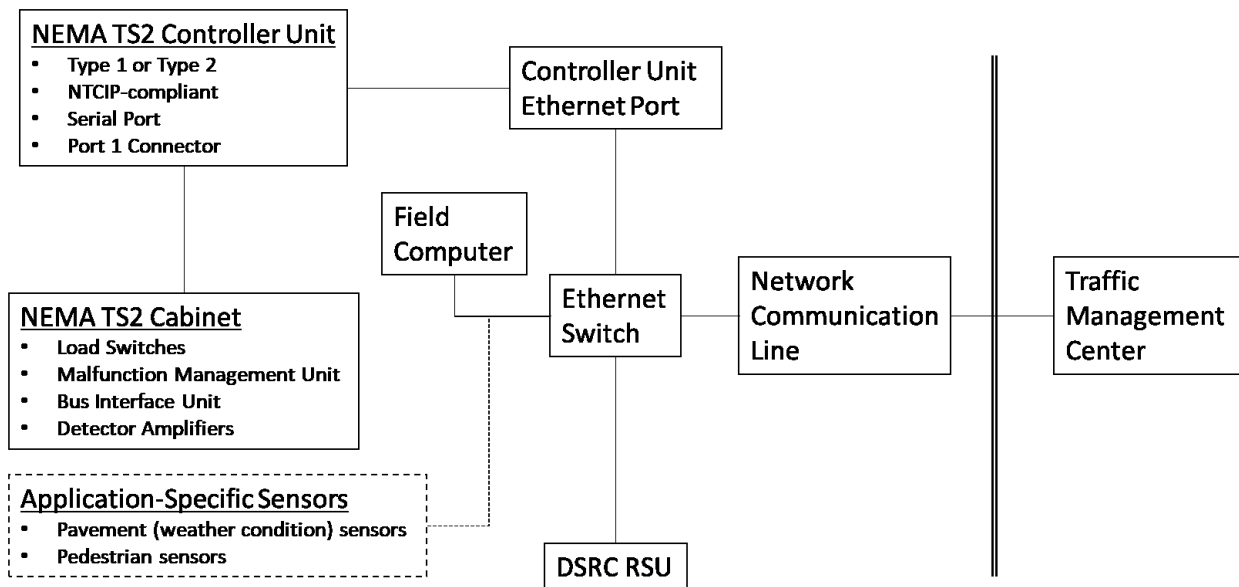 NEMA TS2 Controller Unit
▪ Type 1 or Type 2
▪ NTCIP-compliant
▪ Serial Port
▪ Port 1 Connector
Controller Unit
Ethernet Port
Field
Computer
Ethernet
Switch
Network
Communication
Line
Traffic
Management
Center
NEMA TS2 Cabinet
▪ Load Switches
▪ Malfunction Management Unit
▪ Bus Interface Unit
▪ Detector Amplifiers
Application-Specific Sensors
▪ Pavement (weather condition) sensors
▪ Pedestrian sensors
DSRC RSU